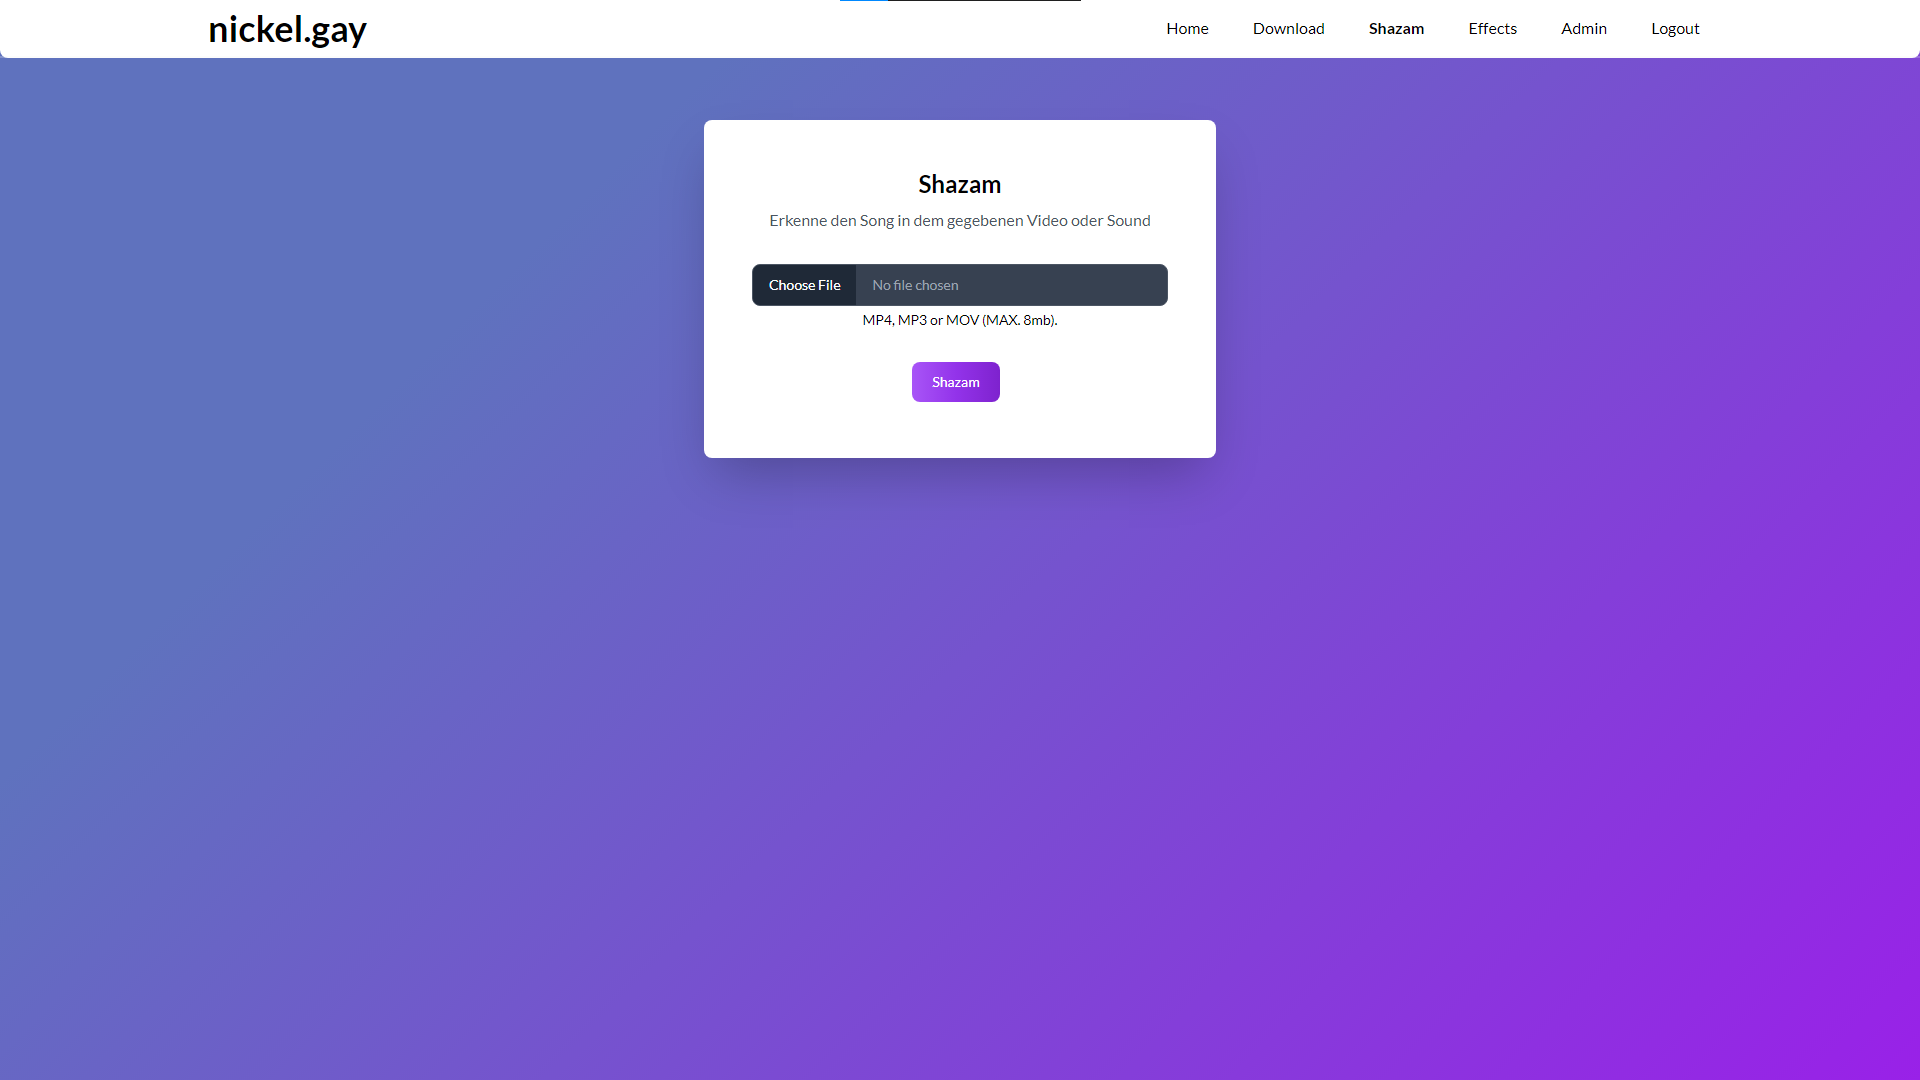 nickel.gay
Home Download Shazam Effects Admin Logout
Shazam
Erkenne den Song in dem gegebenen Video oder Sound
Choose File No file chosen
MP4, MP3 or MOV (MAX. 8mb).
Shazam